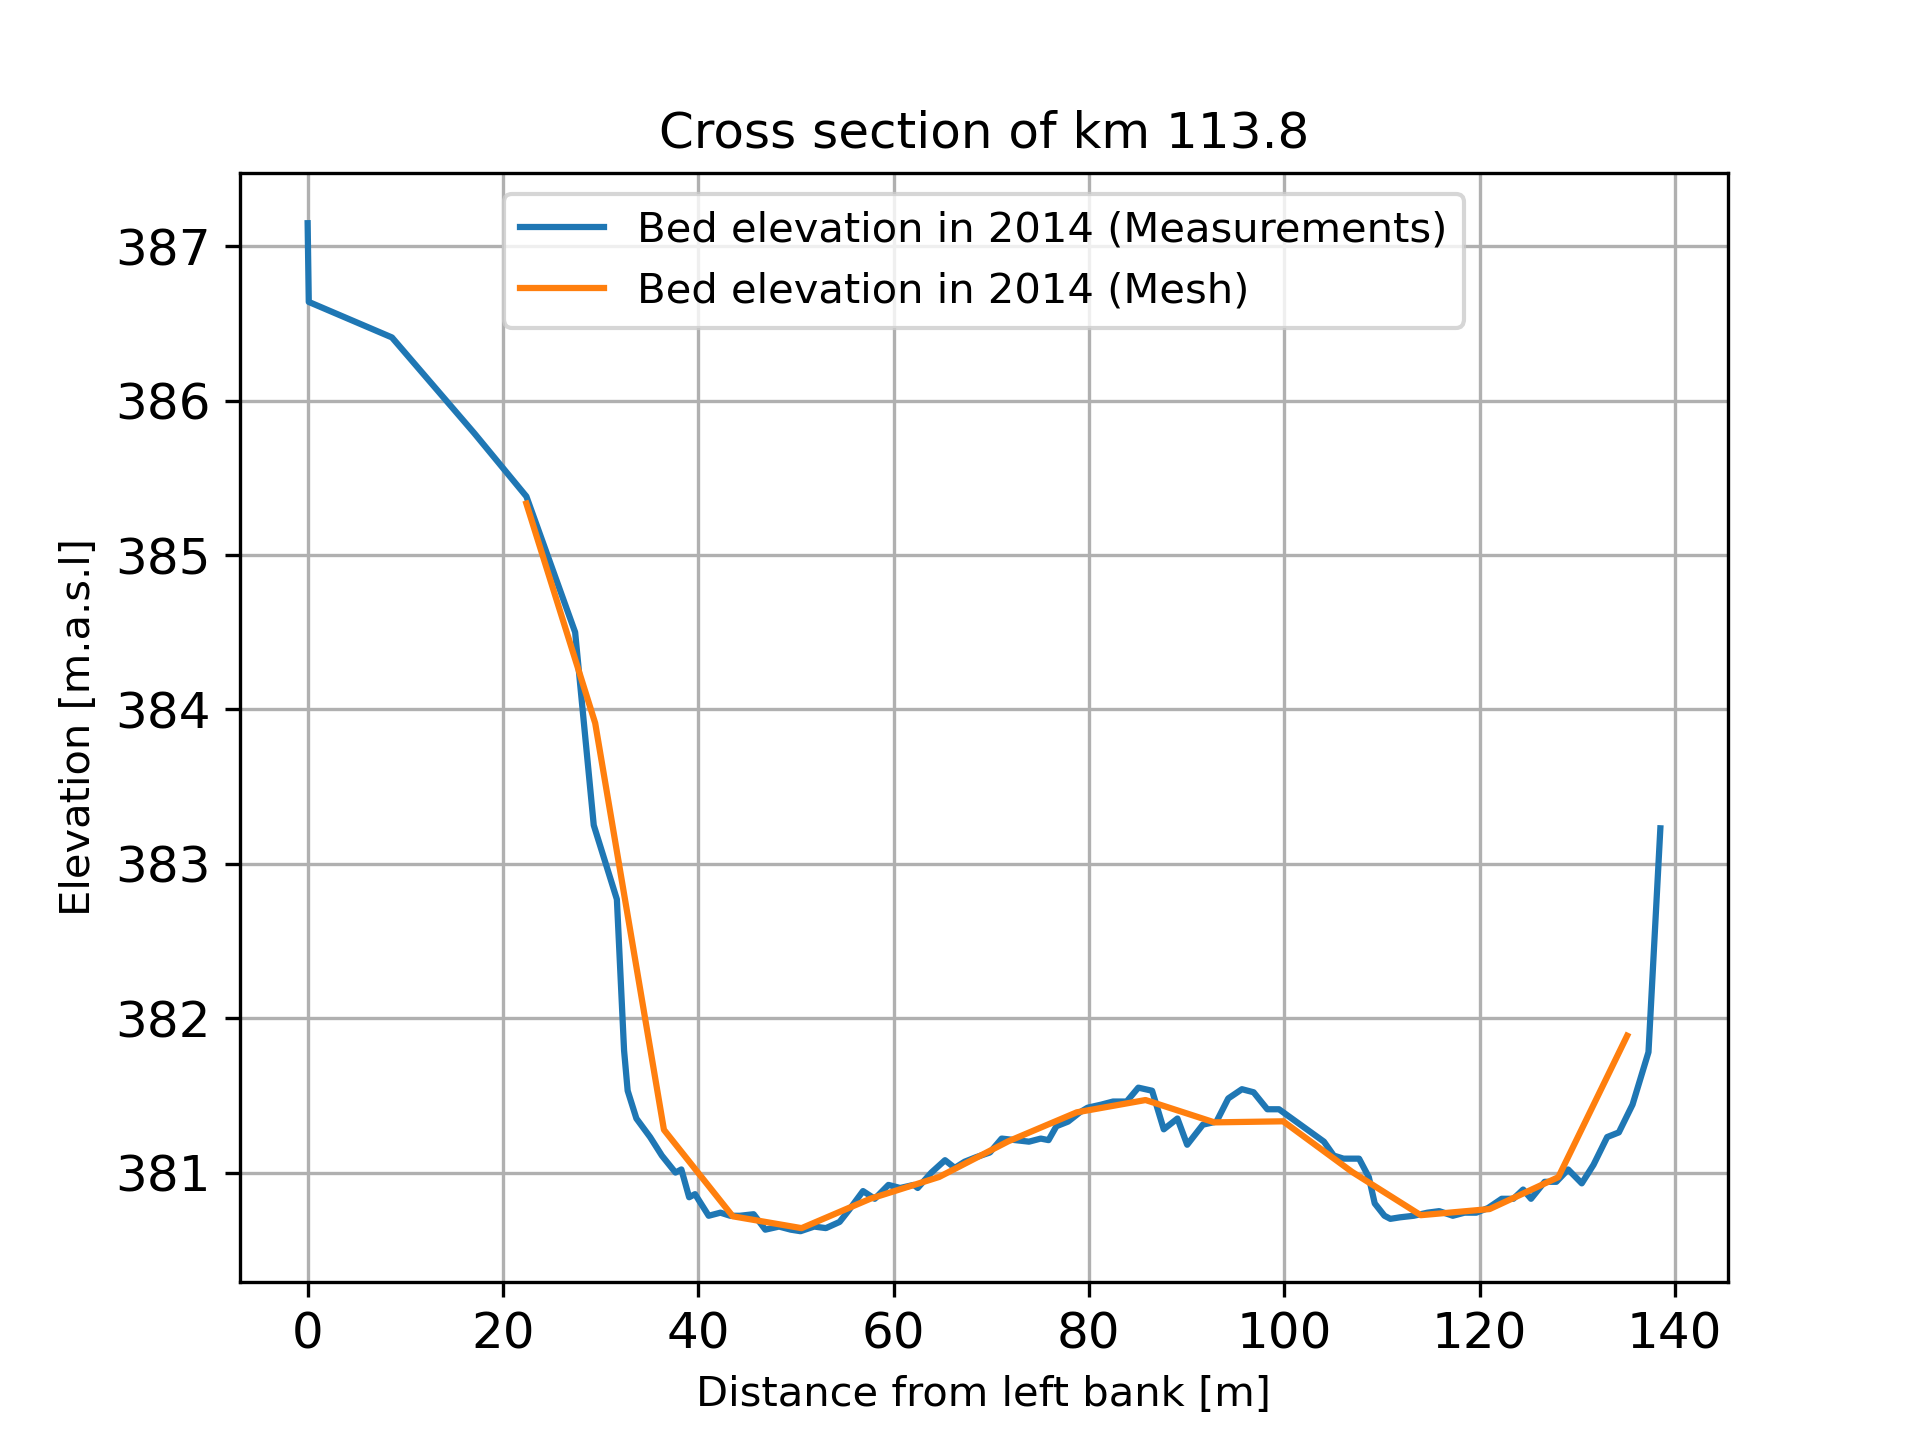 Cross section of km 113.8
Bed elevation in 2014 (Measurements)
Bed elevation in 2014 (Mesh)
Elevation [m.a.s.l]
387
386
385
384
383
382
381
0 20 40 60 80 100 120 140
Distance from left bank [m]